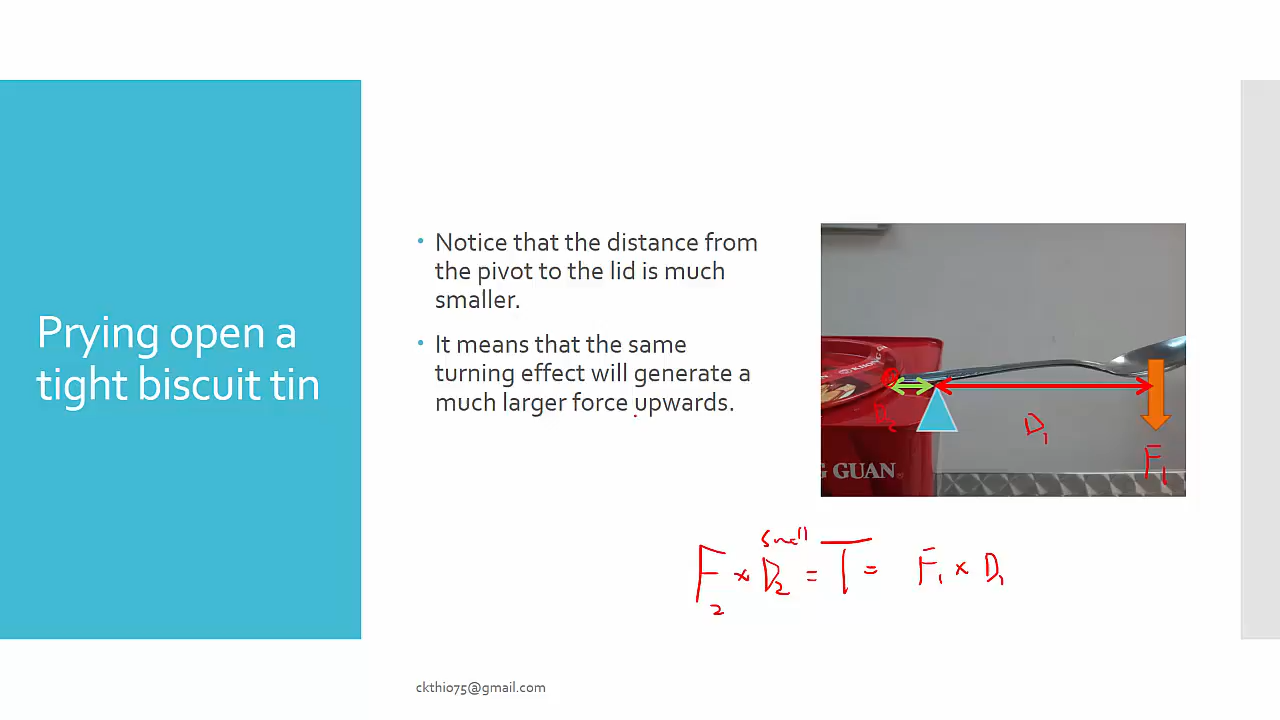 Prying open a
tight biscuit tin
• Notice that the distance from
the pivot to the lid is much
smaller.
• It means that the same
turning effect will generate a
much larger force upwards.
GUAN
D₂
D₁
F₁
small
F₂ × D₂ = T = F₁ × D₁
ckthio75@gmail.com